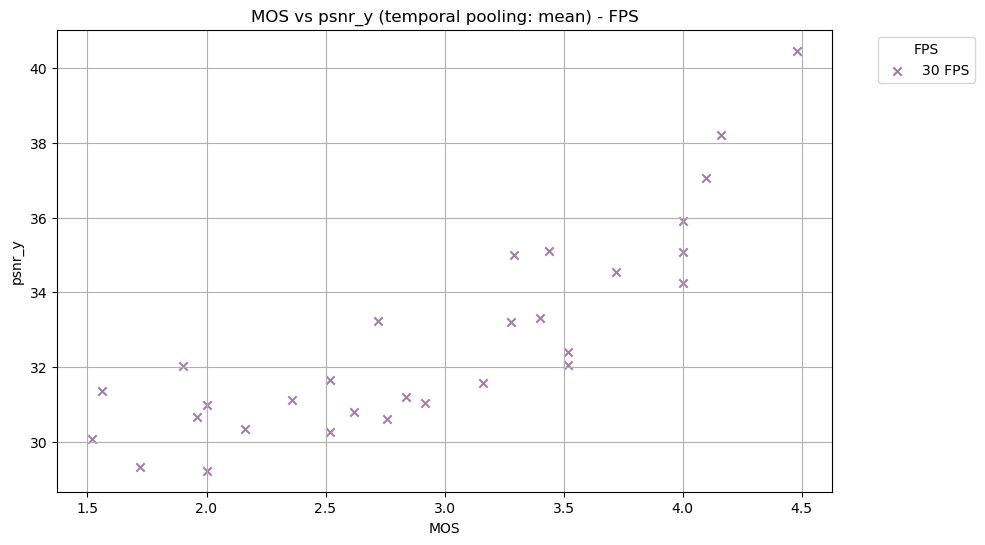 MOS vs psnr_y (temporal pooling: mean) - FPS
FPS
30 FPS
psnr_y
40
38
36
34
32
30
1.5 2.0 2.5 3.0 3.5 4.0 4.5
MOS